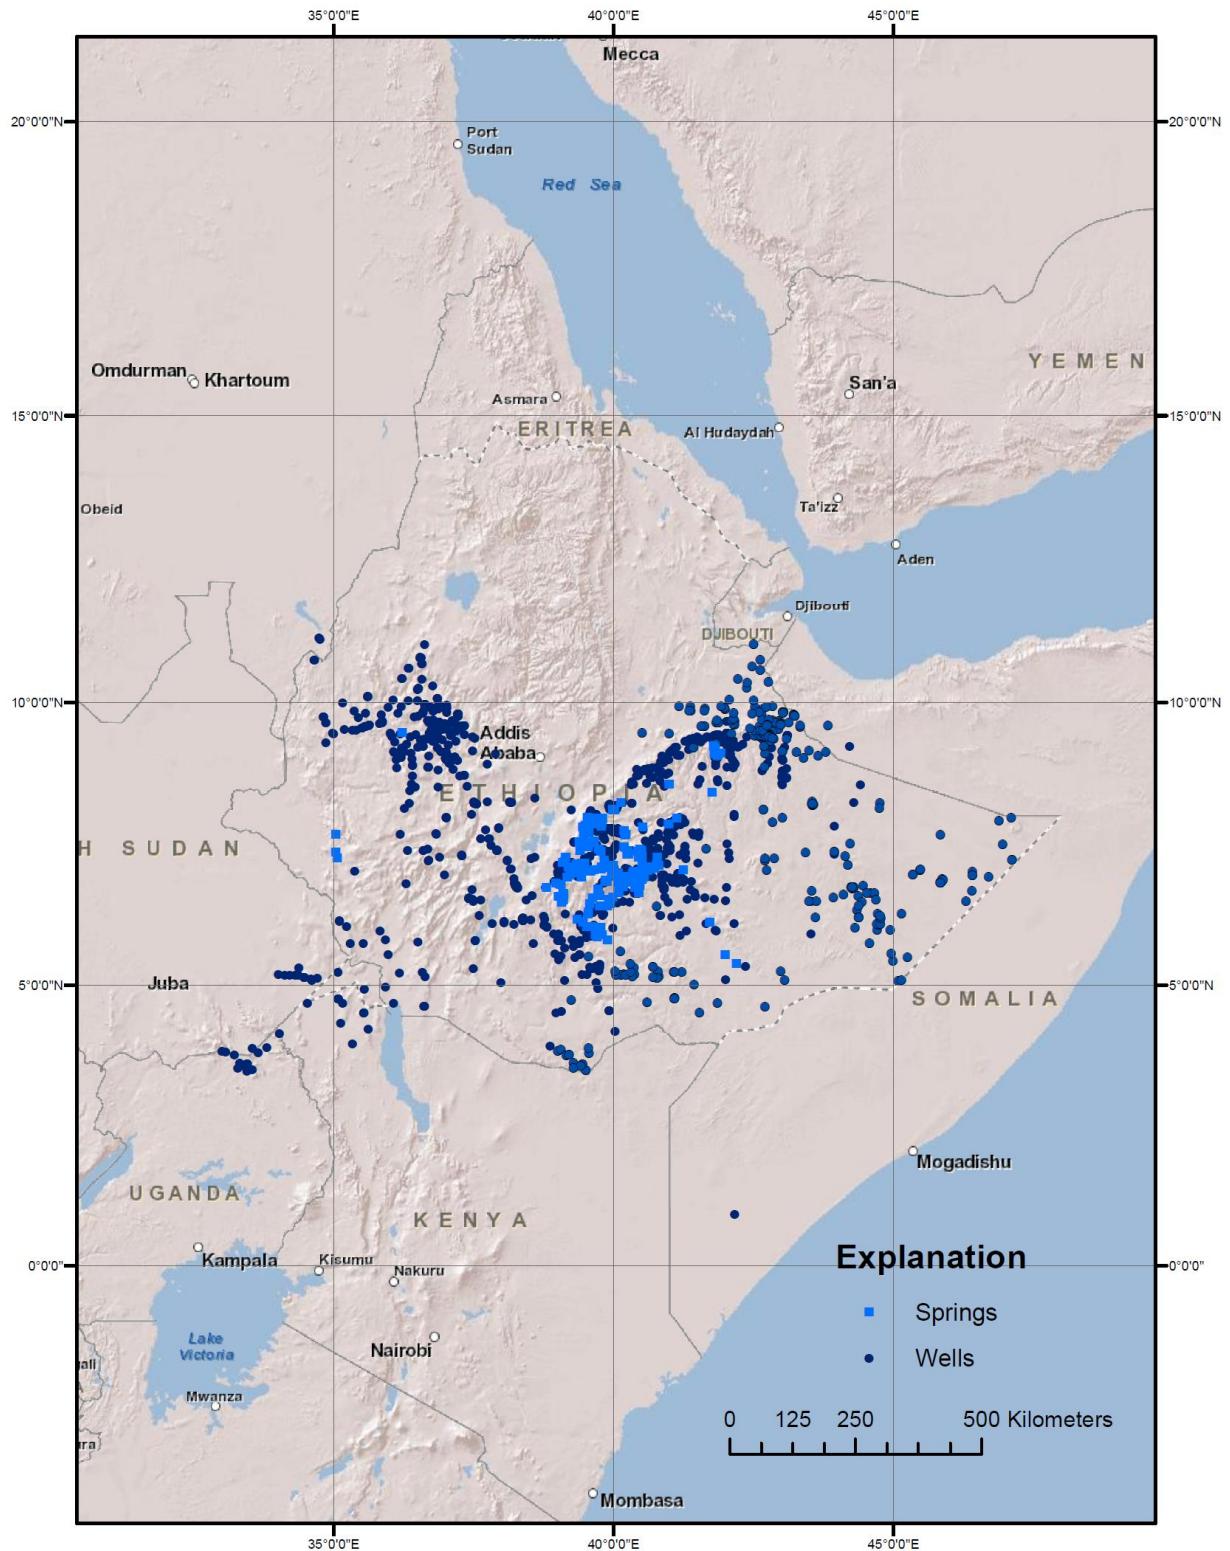 35°0'0"E
40°0'0"E
45°0'0"E
Mecca
20°0'0"N
20°0'0"N
Port
Sudan
Red Sea
Omdurman
Khartoum
YEMEN
San'a
Asmara
15°0'0"N
15°0'0"N
ERITREA
Al Hudaydah
Obeid
Ta'izz
Aden
Djibouti
DJIBOUTI
10°0'0"N
10°0'0"N
Addis
Ababa
ETHIOPIA
H SUDAN
Juba
5°0'0"N
5°0'0"N
SOMALIA
Mogadishu
UGANDA
KENYA
Kampala
Kisumu
Nakuru
0°0'0"
0°0'0"
Explanation
Springs
Wells
Lake
Victoria
Nairobi
ali
Mwanza
ura
0 125 250 500 Kilometers
Mombasa
35°0'0"E
40°0'0"E
45°0'0"E